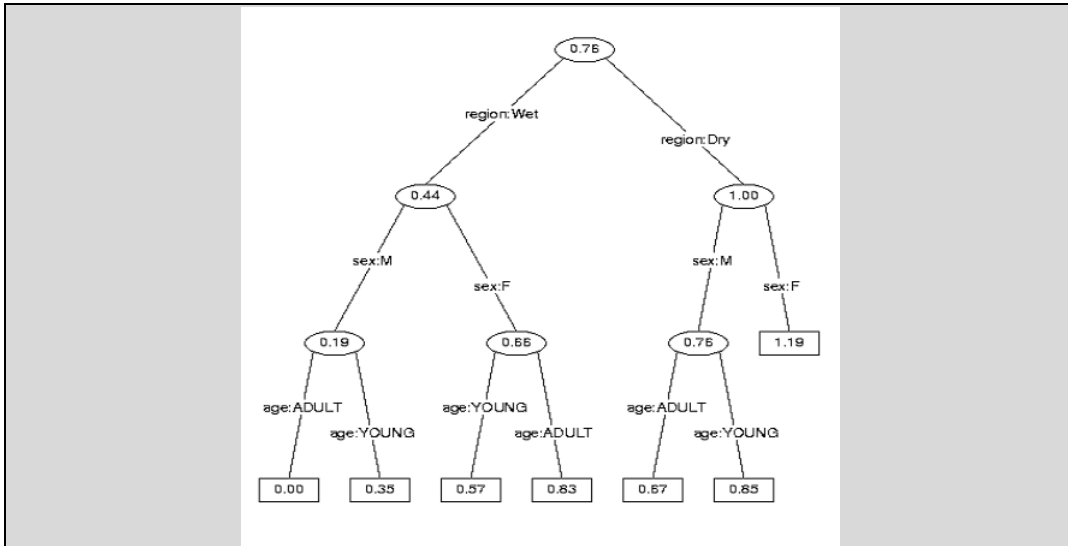 0.76
region:Wet
region:Dry
0.44
1.00
sex:M
sex:F
sex:M
sex:F
0.19
0.66
0.76
1.19
age:ADULT
age:YOUNG
age:YOUNG
age:ADULT
age:ADULT
age:YOUNG
0.00
0.35
0.57
0.83
0.67
0.85